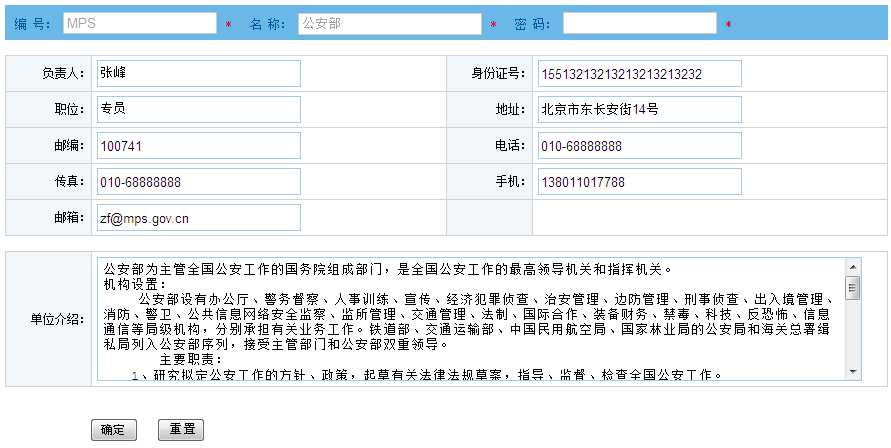 编 号: MPS * 名 称: 公安部 * 密 码: *
负责人: 张峰 身份证号: 15513213213213213213232
职位: 专员 地址: 北京市东长安街14号
邮编: 100741 电话: 010-68888888
传真: 010-68888888 手机: 138011017788
邮箱: zf@mps.gov.cn
单位介绍:
公安部为主管全国公安工作的国务院组成部门，是全国公安工作的最高领导机关和指挥机关。
机构设置：
公安部设有办公厅、警务督察、人事训练、宣传、经济犯罪侦查、治安管理、边防管理、刑事侦查、出入境管理、
消防、警卫、公共信息网络安全监察、监所管理、交通管理、法制、国际合作、装备财务、禁毒、科技、反恐怖、信息
通信等局级机构，分别承担有关业务工作。铁道部、交通运输部、中国民用航空局、国家林业局的公安局和海关总署缉
私局列入公安部序列，接受主管部门和公安部双重领导。
主要职责：
1、研究拟定公安工作的方针、政策，起草有关法律法规草案，指导、监督、检查全国公安工作。
确定 重置